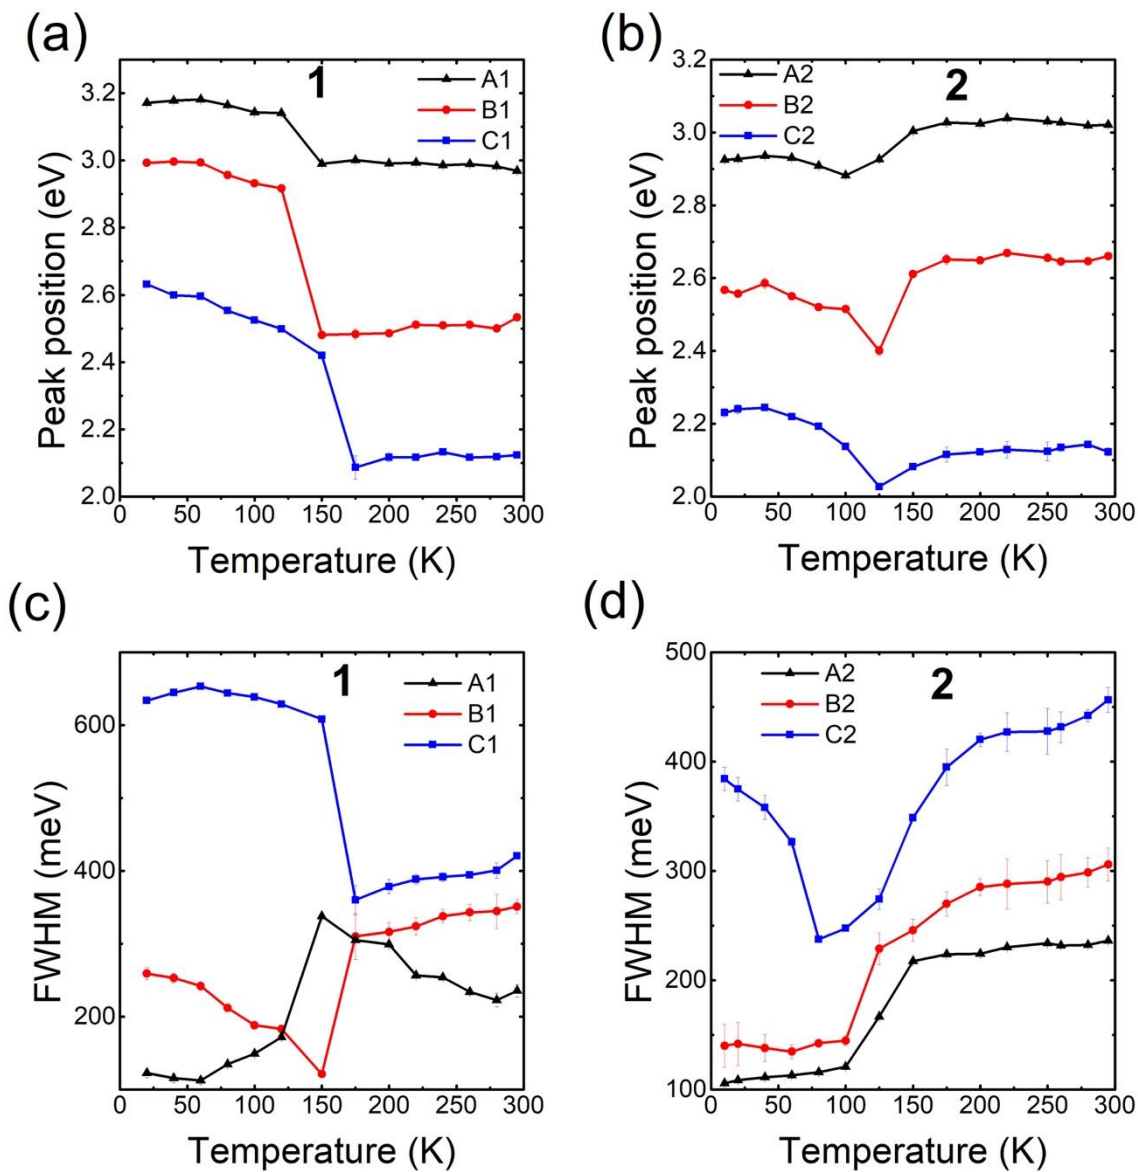 (a)
1
A1
B1
C1
3.2
3.0
2.8
2.6
2.4
2.2
2.0
Peak position (eV)
0 50 100 150 200 250 300
Temperature (K)
(b)
2
A2
B2
C2
3.2
3.0
2.8
2.6
2.4
2.2
2.0
Peak position (eV)
0 50 100 150 200 250 300
Temperature (K)
(c)
1
A1
B1
C1
600
400
200
FWHM (meV)
0 50 100 150 200 250 300
Temperature (K)
(d)
2
A2
B2
C2
500
400
300
200
100
FWHM (meV)
0 50 100 150 200 250 300
Temperature (K)